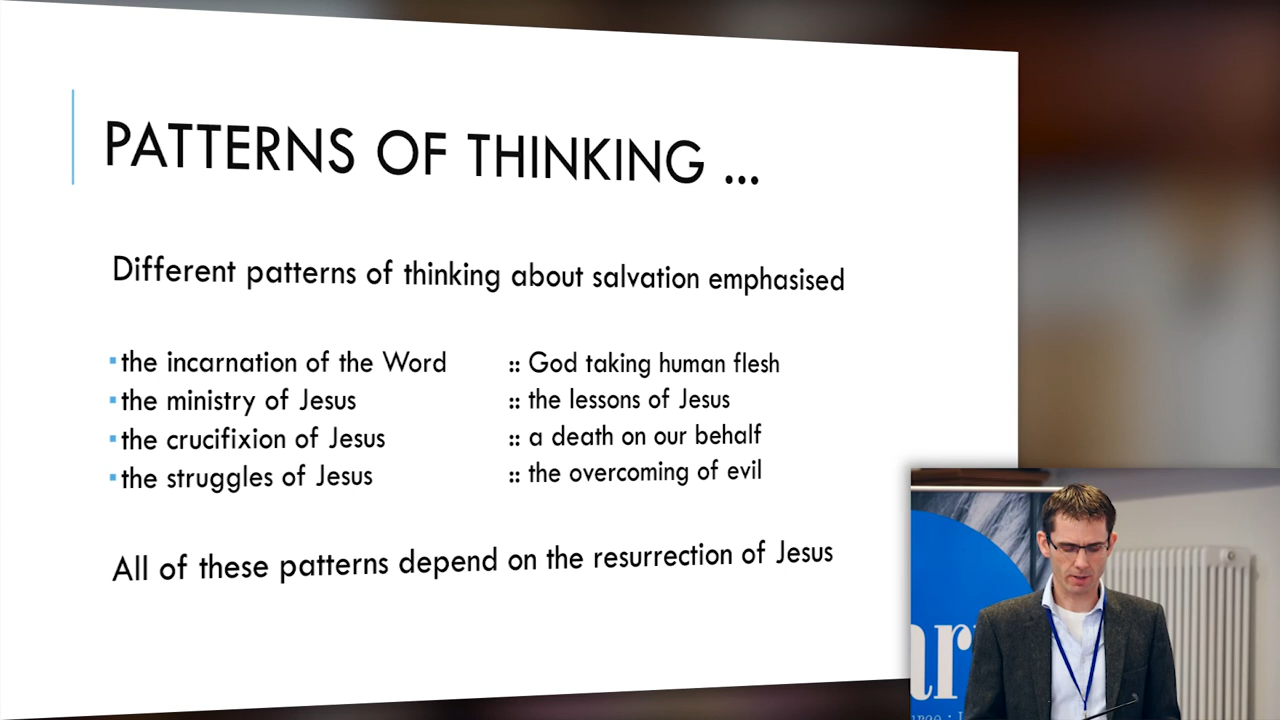 PATTERNS OF THINKING ...
Different patterns of thinking about salvation emphasised
▪the incarnation of the Word :: God taking human flesh
▪the ministry of Jesus :: the lessons of Jesus
▪the crucifixion of Jesus :: a death on our behalf
▪the struggles of Jesus :: the overcoming of evil
All of these patterns depend on the resurrection of Jesus